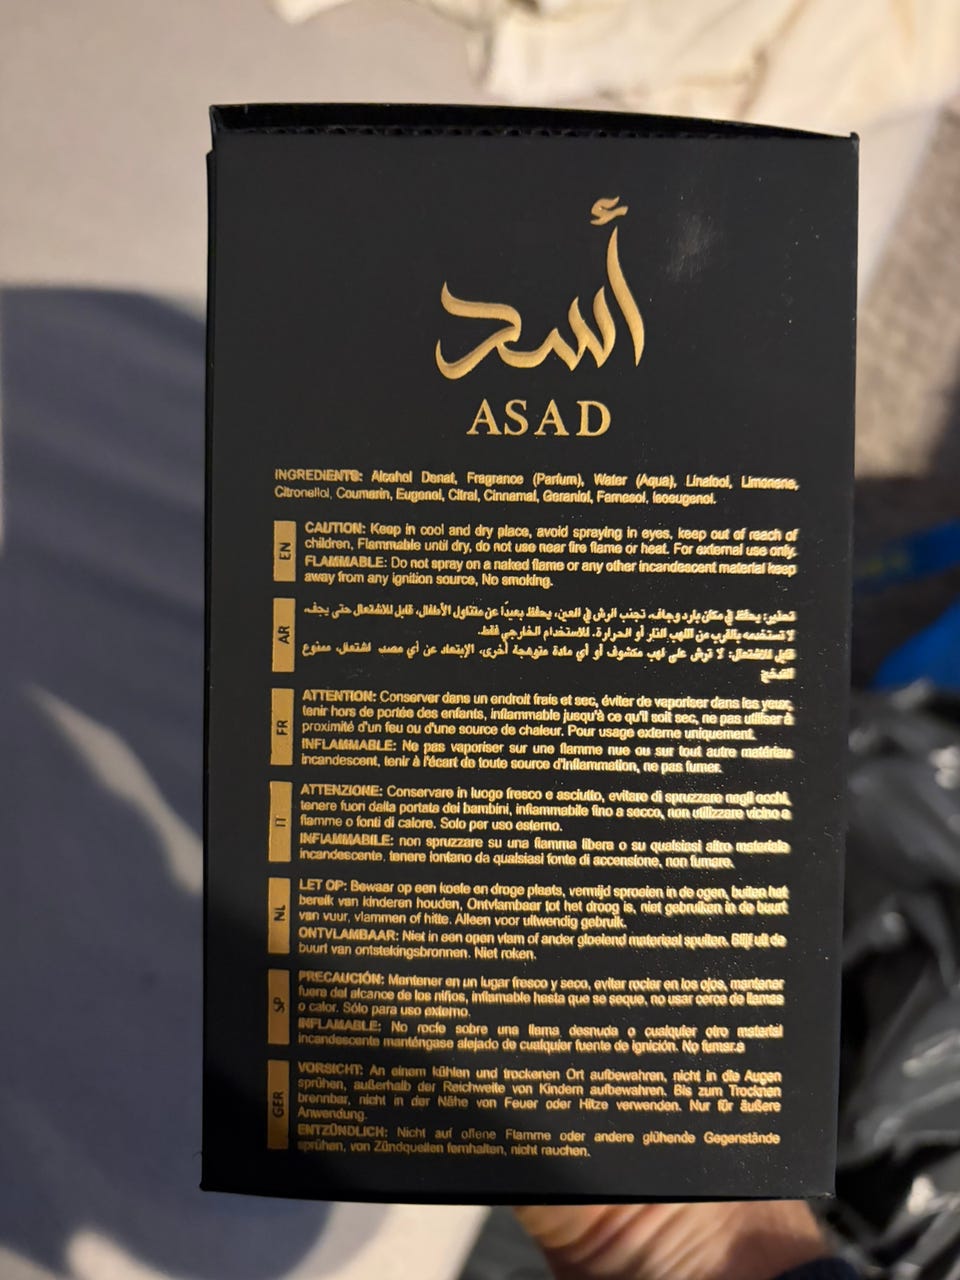 أسد
ASAD
INGREDIENTS: Alcohol Denat, Fragrance (Parfum), Water (Aqua), Linalool, Limonene,
Citronellol, Coumarin, Eugenol, Citral, Cinnamal, Geraniol, Farnesol, Isoeugenol.
EN
CAUTION: Keep in cool and dry place, avoid spraying in eyes, keep out of reach of
children, Flammable until dry, do not use near fire flame or heat. For external use only.
FLAMMABLE: Do not spray on a naked flame or any other incandescent material keep
away from any ignition source, No smoking.
AR
تحذير: يحفظ في مكان بارد وجاف، تجنب الرش في العين، يحفظ بعيداً عن متناول الأطفال، قابل للاشتعال حتى يجف،
لا تستخدمه بالقرب من اللهب النار أو الحرارة. للاستخدام الخارجي فقط.
قابل للاشتعال: لا ترش على لهب مكشوف أو أي مادة متوهجة أخرى. الإبتعاد عن أي مصدر اشتعال، ممنوع
التدخين
FR
ATTENTION: Conserver dans un endroit frais et sec, éviter de vaporiser dans les yeux,
tenir hors de portée des enfants, inflammable jusqu'à ce qu'il soit sec, ne pas utiliser à
proximité d'un feu ou d'une source de chaleur. Pour usage externe uniquement.
INFLAMMABLE: Ne pas vaporiser sur une flamme nue ou sur tout autre matériau
incandescent, tenir à l'écart de toute source d'inflammation, ne pas fumer.
IT
ATTENZIONE: Conservare in luogo fresco e asciutto, evitare di spruzzare negli occhi,
tenere fuori dalla portata dei bambini, infiammabile fino a secco, non utilizzare vicino a
fiamme o fonti di calore. Solo per uso esterno.
INFIAMMABILE: non spruzzare su una fiamma libera o su qualsiasi altro materiale
incandescente, tenere lontano da qualsiasi fonte di accensione, non fumare.
NL
LET OP: Bewaar op een koele en droge plaats, vermijd sproeien in de ogen, buiten het
bereik van kinderen houden, Ontvlambaar tot het droog is, niet gebruiken in de buurt
van vuur, vlammen of hitte. Alleen voor uitwendig gebruik.
ONTVLAMBAAR: Niet in een open vlam of ander gloeiend materiaal spuiten. Blijf uit de
buurt van ontstekingsbronnen. Niet roken.
SP
PRECAUCIÓN: Mantener en un lugar fresco y seco, evitar rociar en los ojos, mantener
fuera del alcance de los niños, inflamable hasta que se seque, no usar cerca de llamas
o calor. Sólo para uso externo.
INFLAMABLE: No rocíe sobre una llama desnuda o cualquier otro material
incandescente manténgase alejado de cualquier fuente de ignición. No fumar.s
GER
VORSICHT: An einem kühlen und trockenen Ort aufbewahren, nicht in die Augen
sprühen, außerhalb der Reichweite von Kindern aufbewahren. Bis zum Trocknen
brennbar, nicht in der Nähe von Feuer oder Hitze verwenden. Nur für äußere
Anwendung.
ENTZÜNDLICH: Nicht auf offene Flamme oder andere glühende Gegenstände
sprühen, von Zündquellen fernhalten, nicht rauchen.